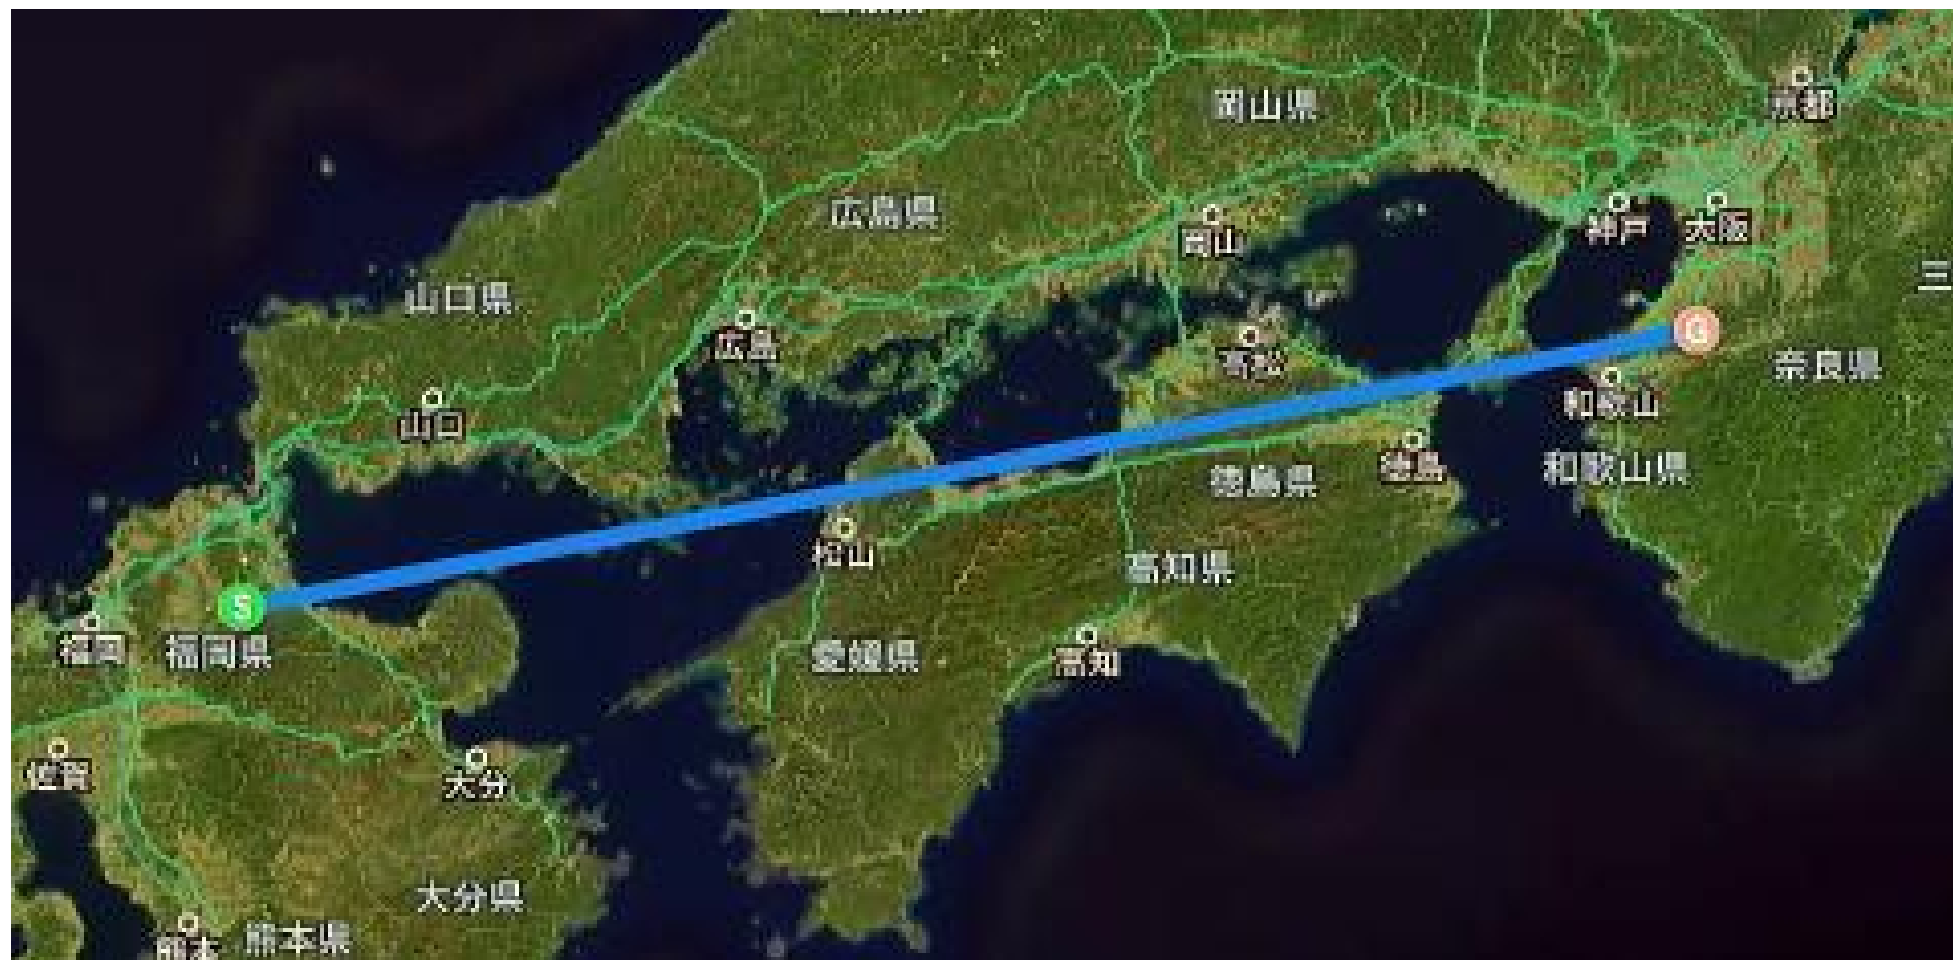 京都
岡山県
広島県
岡山
神戸
大阪
三
山口県
広島
高松
奈良県
山口
和歌山
徳島県
徳島
和歌山県
松山
高知県
S
G
福岡
福岡県
愛媛県
高知
佐賀
大分
大分県
熊本
熊本県